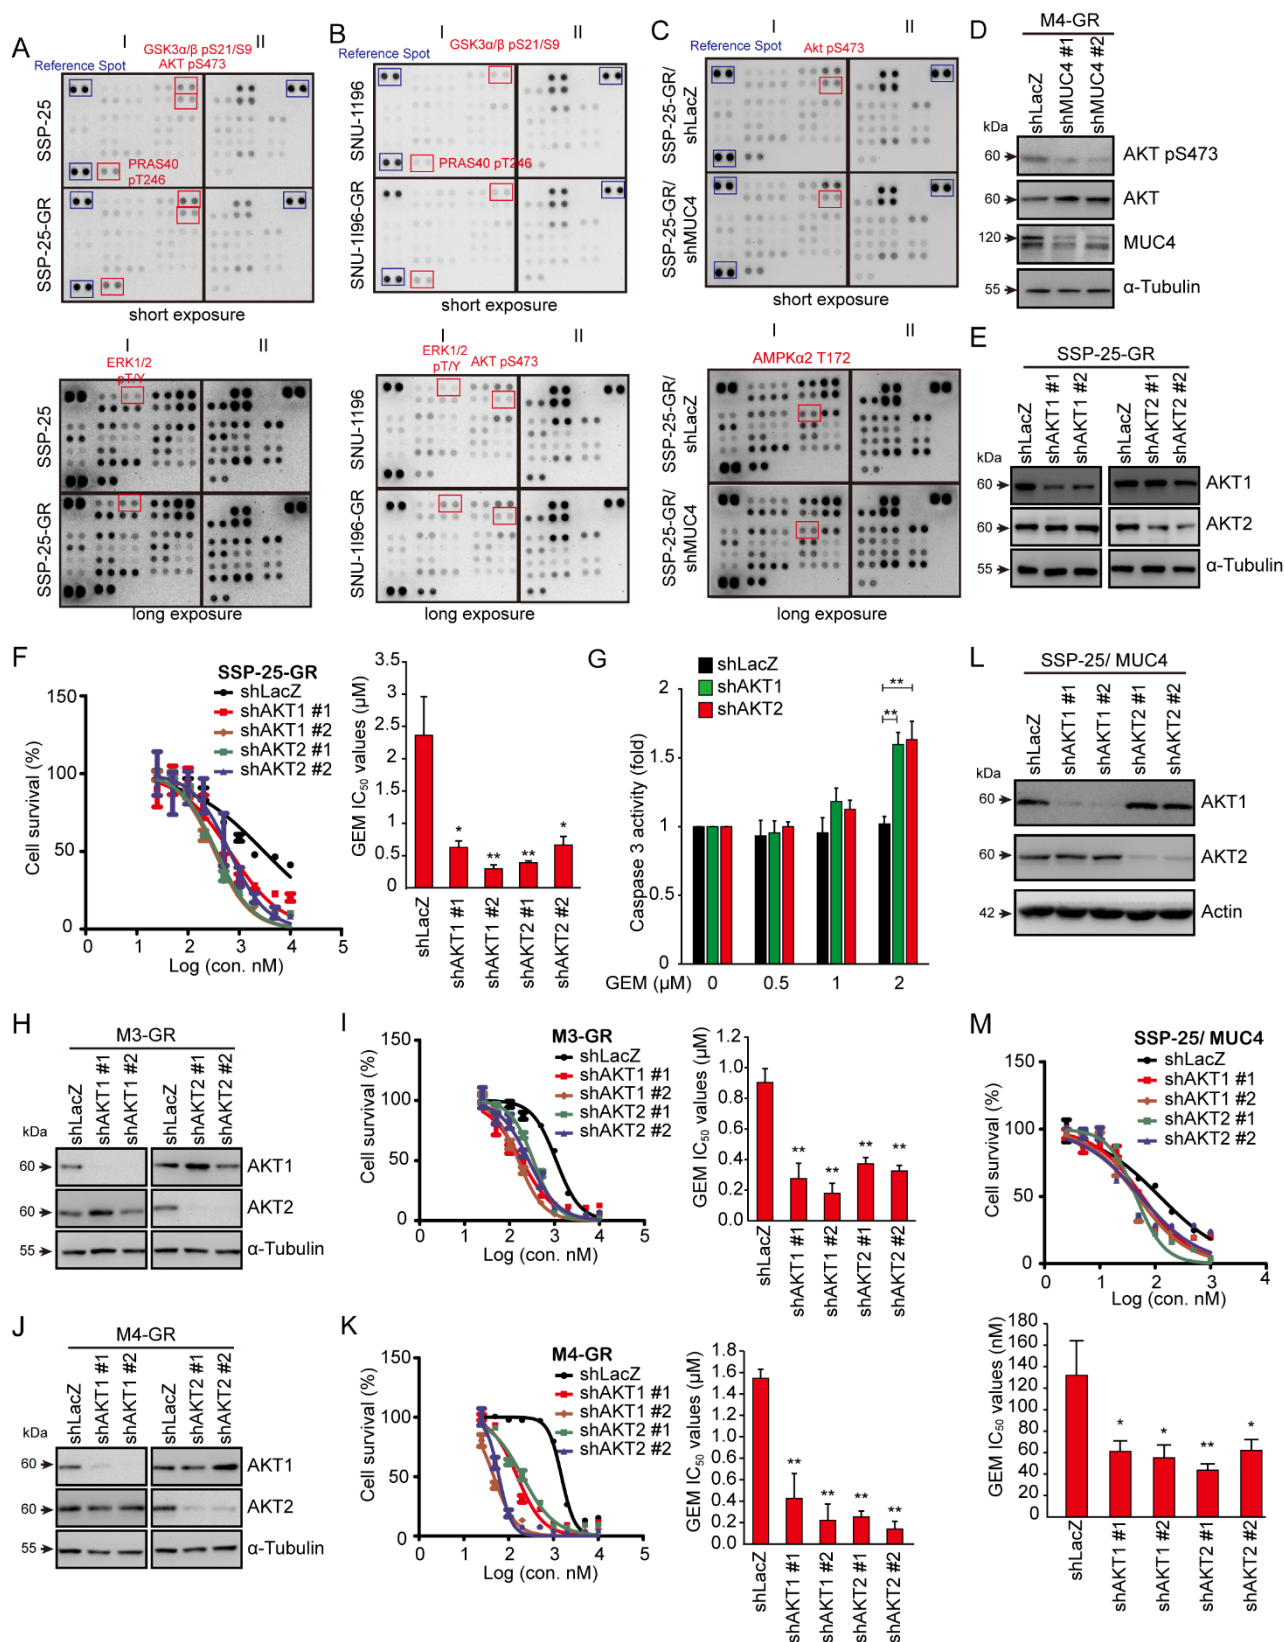 A
I
II
GSK3α/β pS21/S9
Reference Spot
AKT pS473
SSP-25
PRAS40
pT246
SSP-25-GR
short exposure
I
II
ERK1/2
pT/Y
SSP-25
SSP-25-GR
long exposure
B
I
II
GSK3α/β pS21/S9
Reference Spot
SNU-1196
PRAS40 pT246
SNU-1I96-GR
short exposure
I
II
ERK1/2
pT/Y
AKT pS473
SNU-1196
SNU-1I96-GR
long exposure
C
I
II
Reference Spot
Akt pS473
SSP-25-GR/
shLacZ
SSP-25-GR/
shMUC4
short exposure
I
II
AMPKα2 T172
SSP-25-GR/
shLacZ
SSP-25-GR/
shMUC4
long exposure
D
M4-GR
shLacZ
shMUC4 #1
shMUC4 #2
kDa
60
AKT pS473
60
AKT
120
MUC4
55
α-Tubulin
E
SSP-25-GR
shLacZ
shAKT1 #1
shAKT1 #2
shLacZ
shAKT2 #1
shAKT2 #2
kDa
60
AKT1
60
AKT2
55
α-Tubulin
F
SSP-25-GR
shLacZ
shAKT1 #1
shAKT1 #2
shAKT2 #1
shAKT2 #2
Cell survival (%)
150
100
50
0
0 1 2 3 4 5
Log (con. nM)
GEM IC50 values (µM)
3.5
3
2.5
2
1.5
1
0.5
0
* ** ** *
shLacZ
shAKT1 #1
shAKT1 #2
shAKT2 #1
shAKT2 #2
G
shLacZ
shAKT1
shAKT2
Caspase 3 activity (fold)
2
1.5
1
0.5
0
**
**
GEM (µM) 0 0.5 1 2
L
SSP-25/ MUC4
shLacZ
shAKT1 #1
shAKT1 #2
shAKT2 #1
shAKT2 #2
kDa
60
AKT1
60
AKT2
42
Actin
H
M3-GR
shLacZ
shAKT1 #1
shAKT1 #2
shLacZ
shAKT2 #1
shAKT2 #2
kDa
60
AKT1
60
AKT2
55
α-Tubulin
I
M3-GR
shLacZ
shAKT1 #1
shAKT1 #2
shAKT2 #1
shAKT2 #2
Cell survival (%)
150
100
50
0
0 1 2 3 4 5
Log (con. nM)
GEM IC50 values (µM)
1.2
1.0
0.8
0.6
0.4
0.2
0
** ** ** **
shLacZ
shAKT1 #1
shAKT1 #2
shAKT2 #1
shAKT2 #2
M
SSP-25/ MUC4
shLacZ
shAKT1 #1
shAKT1 #2
shAKT2 #1
shAKT2 #2
Cell survival (%)
150
100
50
0
0 1 2 3 4
Log (con. nM)
GEM IC50 values (nM)
180
160
140
120
100
80
60
40
20
0
* * ** *
shLacZ
shAKT1 #1
shAKT1 #2
shAKT2 #1
shAKT2 #2
J
M4-GR
shLacZ
shAKT1 #1
shAKT1 #2
shLacZ
shAKT2 #1
shAKT2 #2
kDa
60
AKT1
60
AKT2
55
α-Tubulin
K
M4-GR
shLacZ
shAKT1 #1
shAKT1 #2
shAKT2 #1
shAKT2 #2
Cell survival (%)
150
100
50
0
0 1 2 3 4 5
Log (con. nM)
GEM IC50 values (µM)
1.8
1.6
1.4
1.2
1
0.8
0.6
0.4
0.2
0
** ** ** **
shLacZ
shAKT1 #1
shAKT1 #2
shAKT2 #1
shAKT2 #2